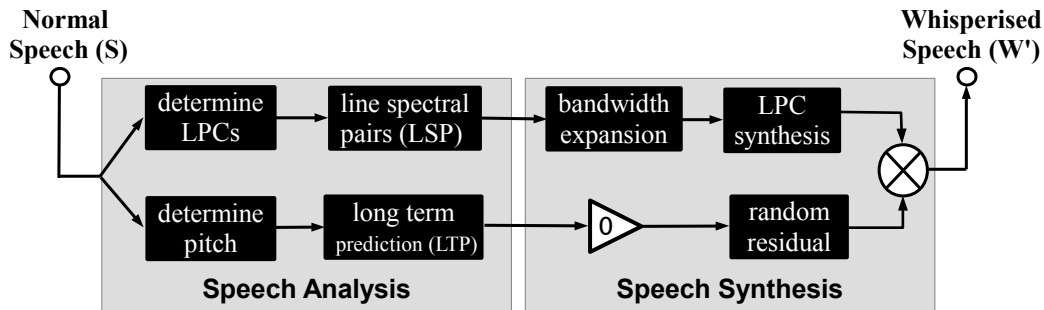 Normal
Speech (S)
Whisperised
Speech (W')
determine
LPCs
line spectral
pairs (LSP)
bandwidth
expansion
LPC
synthesis
determine
pitch
long term
prediction (LTP)
0
random
residual
Speech Analysis
Speech Synthesis